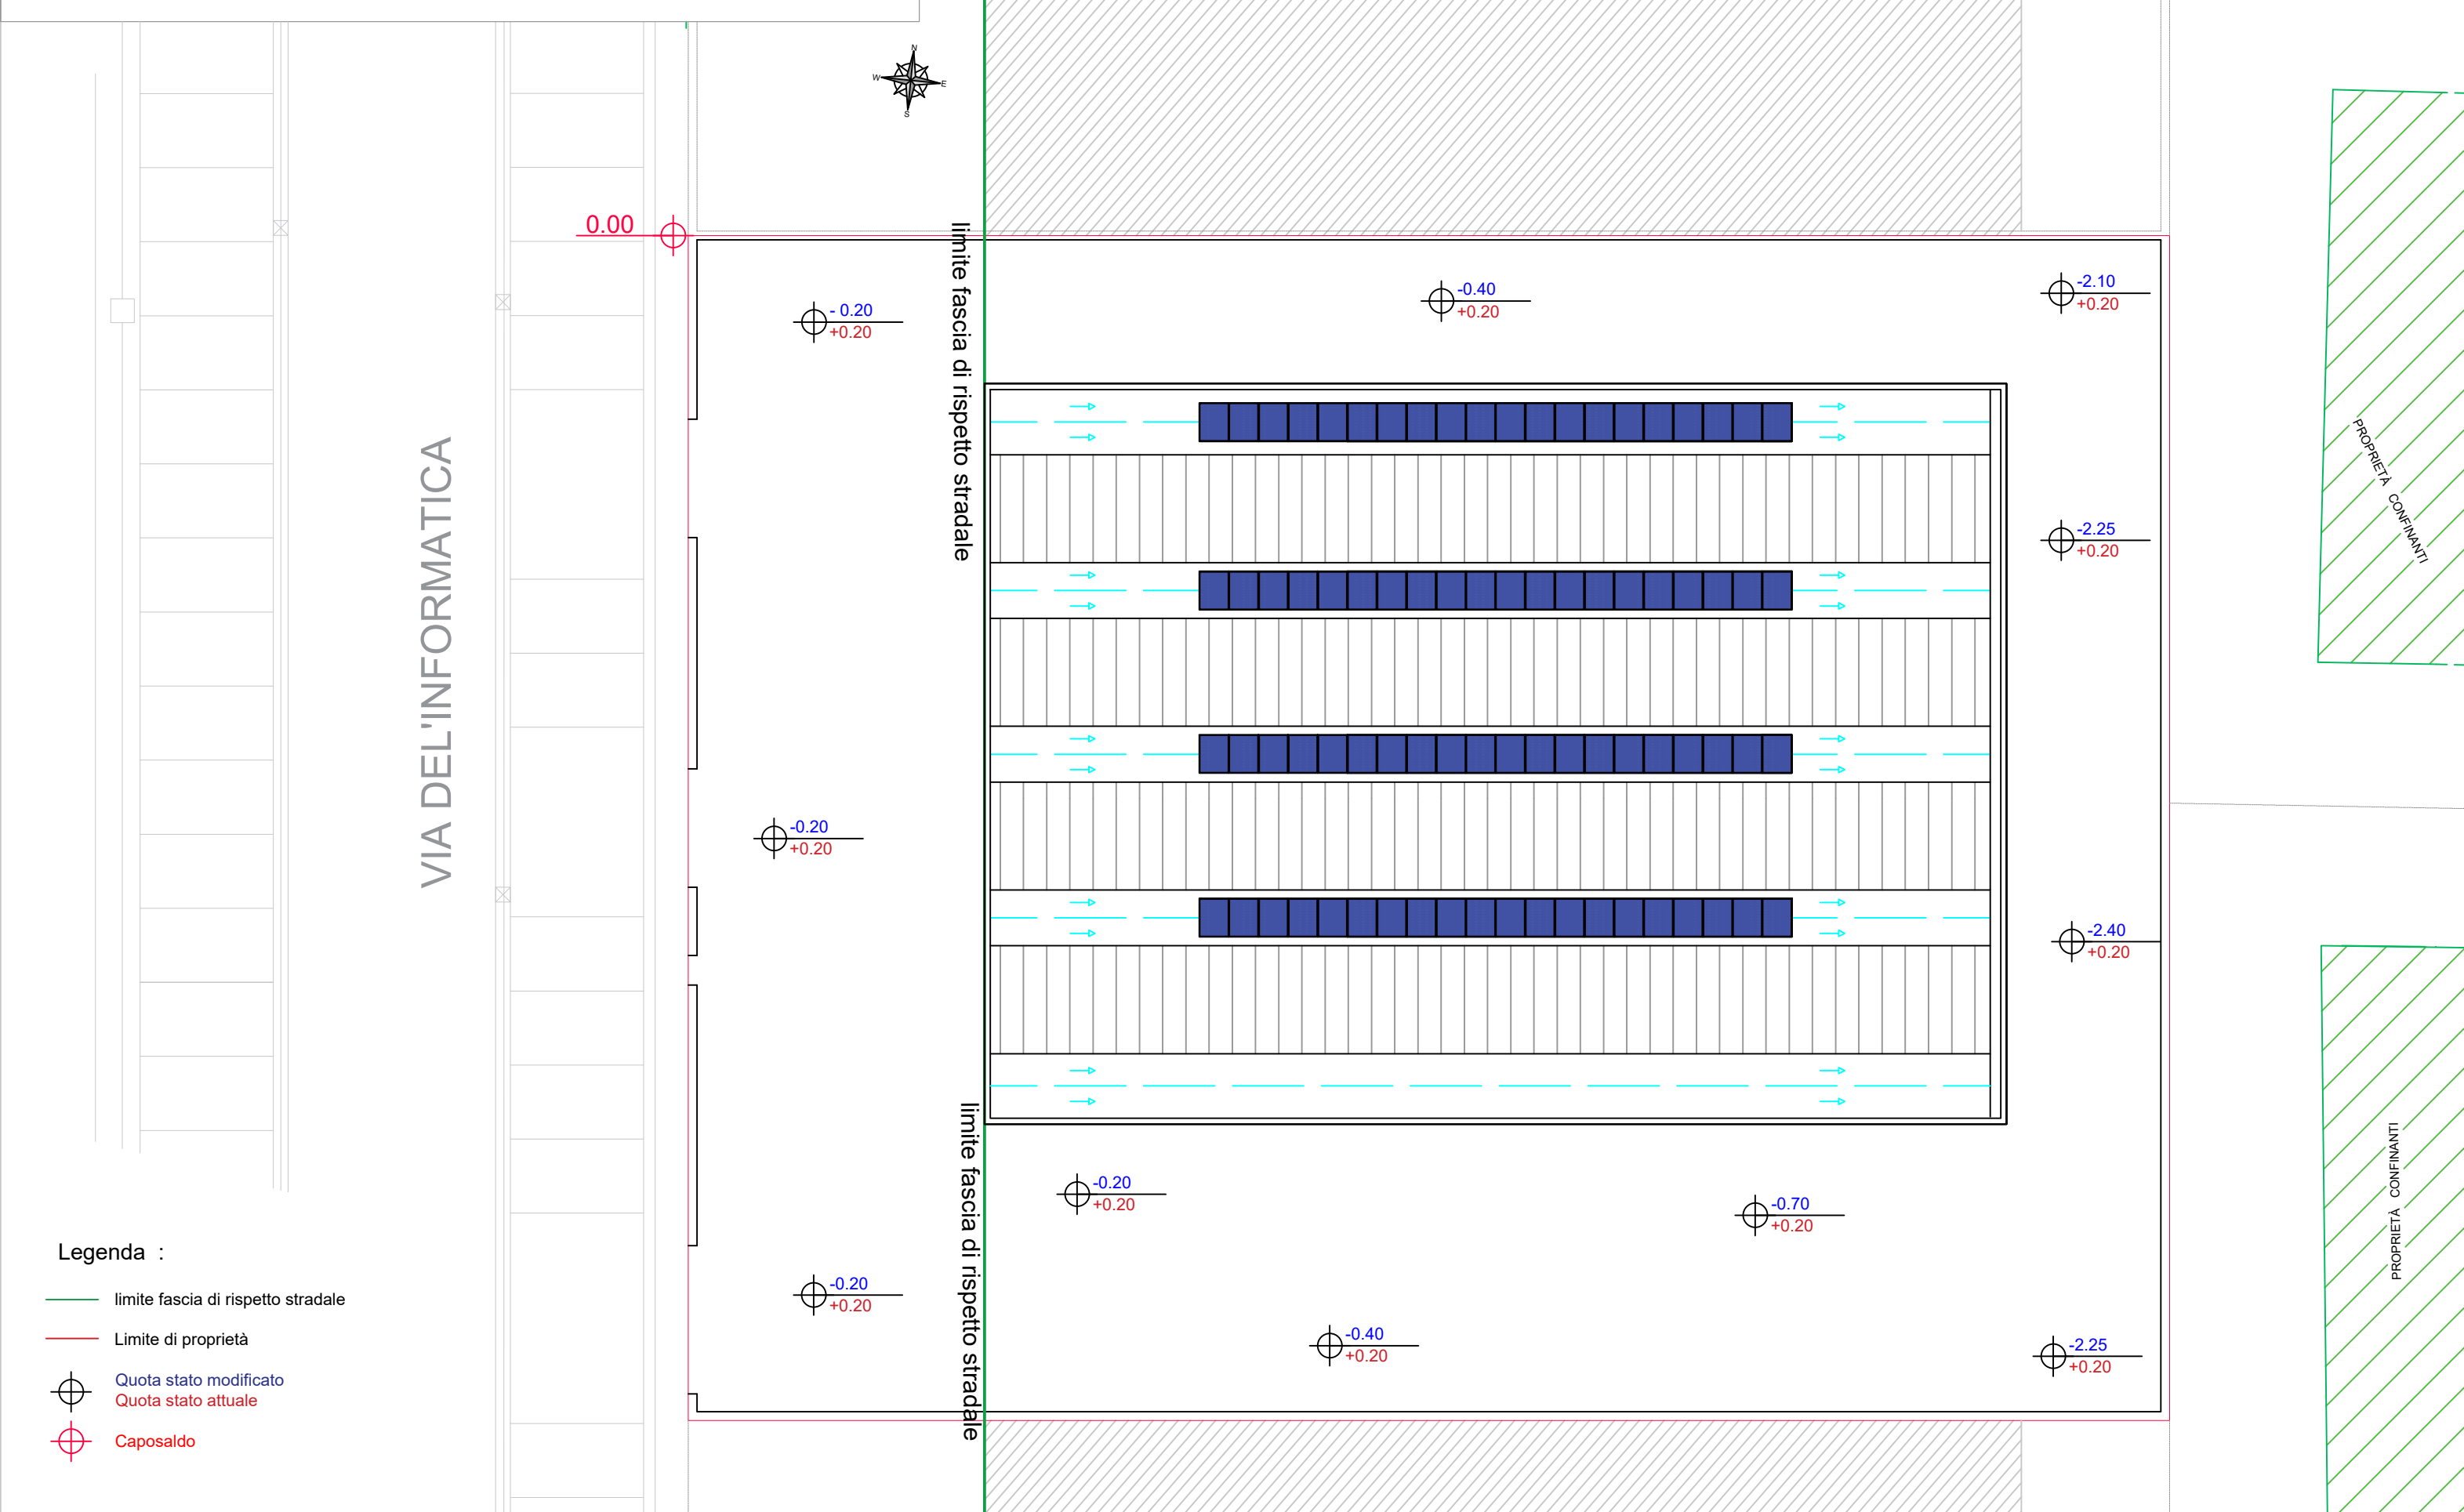 N
W
E
S
0.00
- 0.20
+0.20
-0.40
+0.20
-2.10
+0.20
limite fascia di rispetto stradale
PROPRIETÀ CONFINANTI
VIA DEL'INFORMATICA
-2.25
+0.20
-0.20
+0.20
-2.40
+0.20
limite fascia di rispetto stradale
-0.20
+0.20
-0.70
+0.20
PROPRIETÀ CONFINANTI
-0.20
+0.20
-0.40
+0.20
-2.25
+0.20
Legenda :
limite fascia di rispetto stradale
Limite di proprietà
Quota stato modificato
Quota stato attuale
Caposaldo